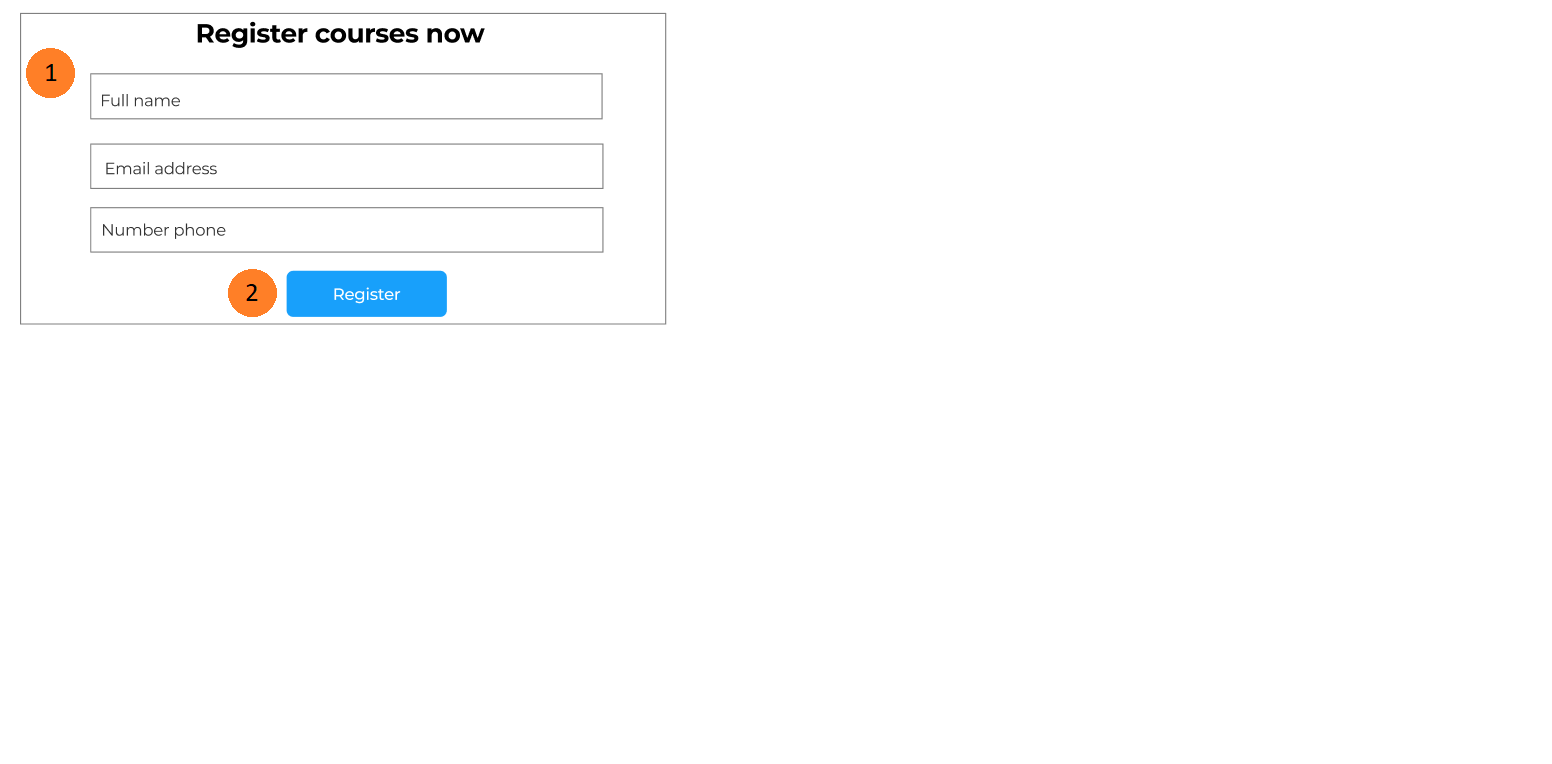 Register courses now
1
Full name
Email address
Number phone
2 Register